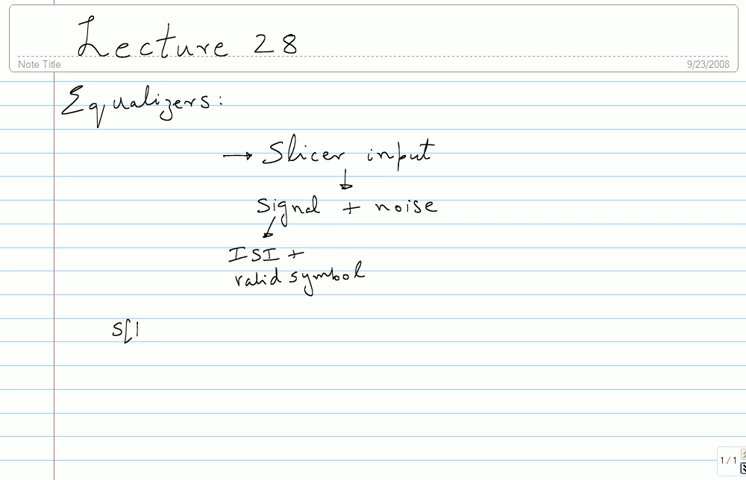 Lecture 28
Note Title
9/23/2008
Equalizers:
→ Slicer input
↓
Signal + noise
↓
ISI +
valid symbol
S[
1/1